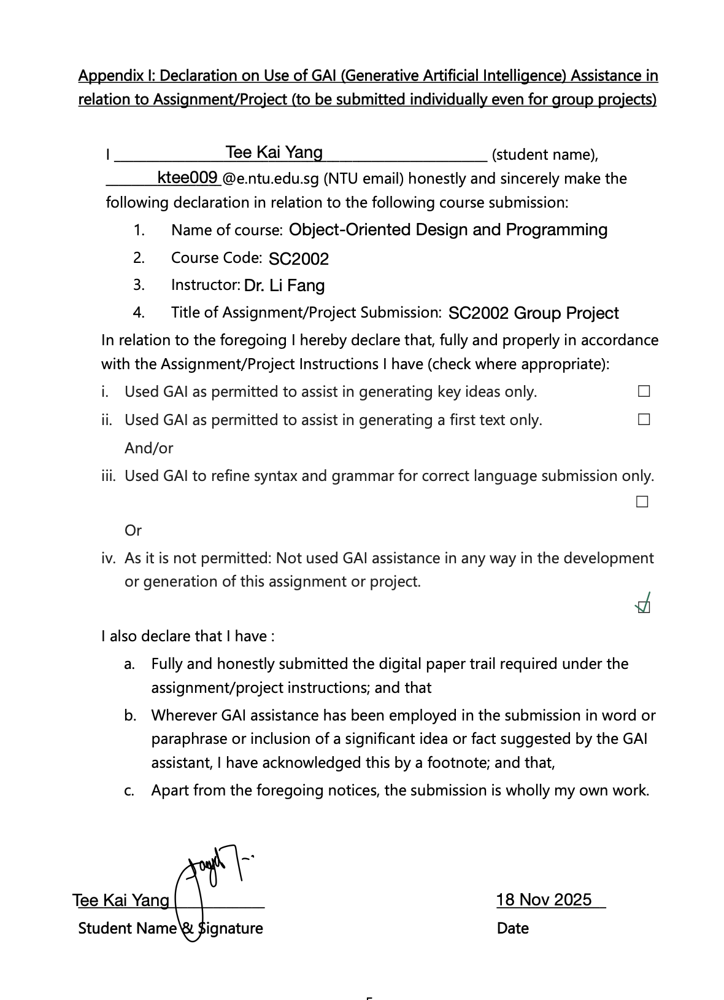 Appendix I: Declaration on Use of GAI (Generative Artificial Intelligence) Assistance in
relation to Assignment/Project (to be submitted individually even for group projects)
I Tee Kai Yang (student name),
ktee009 @e.ntu.edu.sg (NTU email) honestly and sincerely make the
following declaration in relation to the following course submission:
1. Name of course: Object-Oriented Design and Programming
2. Course Code: SC2002
3. Instructor: Dr. Li Fang
4. Title of Assignment/Project Submission: SC2002 Group Project
In relation to the foregoing I hereby declare that, fully and properly in accordance
with the Assignment/Project Instructions I have (check where appropriate):
i. Used GAI as permitted to assist in generating key ideas only. ☐
ii. Used GAI as permitted to assist in generating a first text only. ☐
And/or
iii. Used GAI to refine syntax and grammar for correct language submission only.
☐
Or
iv. As it is not permitted: Not used GAI assistance in any way in the development
or generation of this assignment or project.
☑
I also declare that I have :
a. Fully and honestly submitted the digital paper trail required under the
assignment/project instructions; and that
b. Wherever GAI assistance has been employed in the submission in word or
paraphrase or inclusion of a significant idea or fact suggested by the GAI
assistant, I have acknowledged this by a footnote; and that,
c. Apart from the foregoing notices, the submission is wholly my own work.
Tee Kai Yang 18 Nov 2025
Student Name & Signature Date